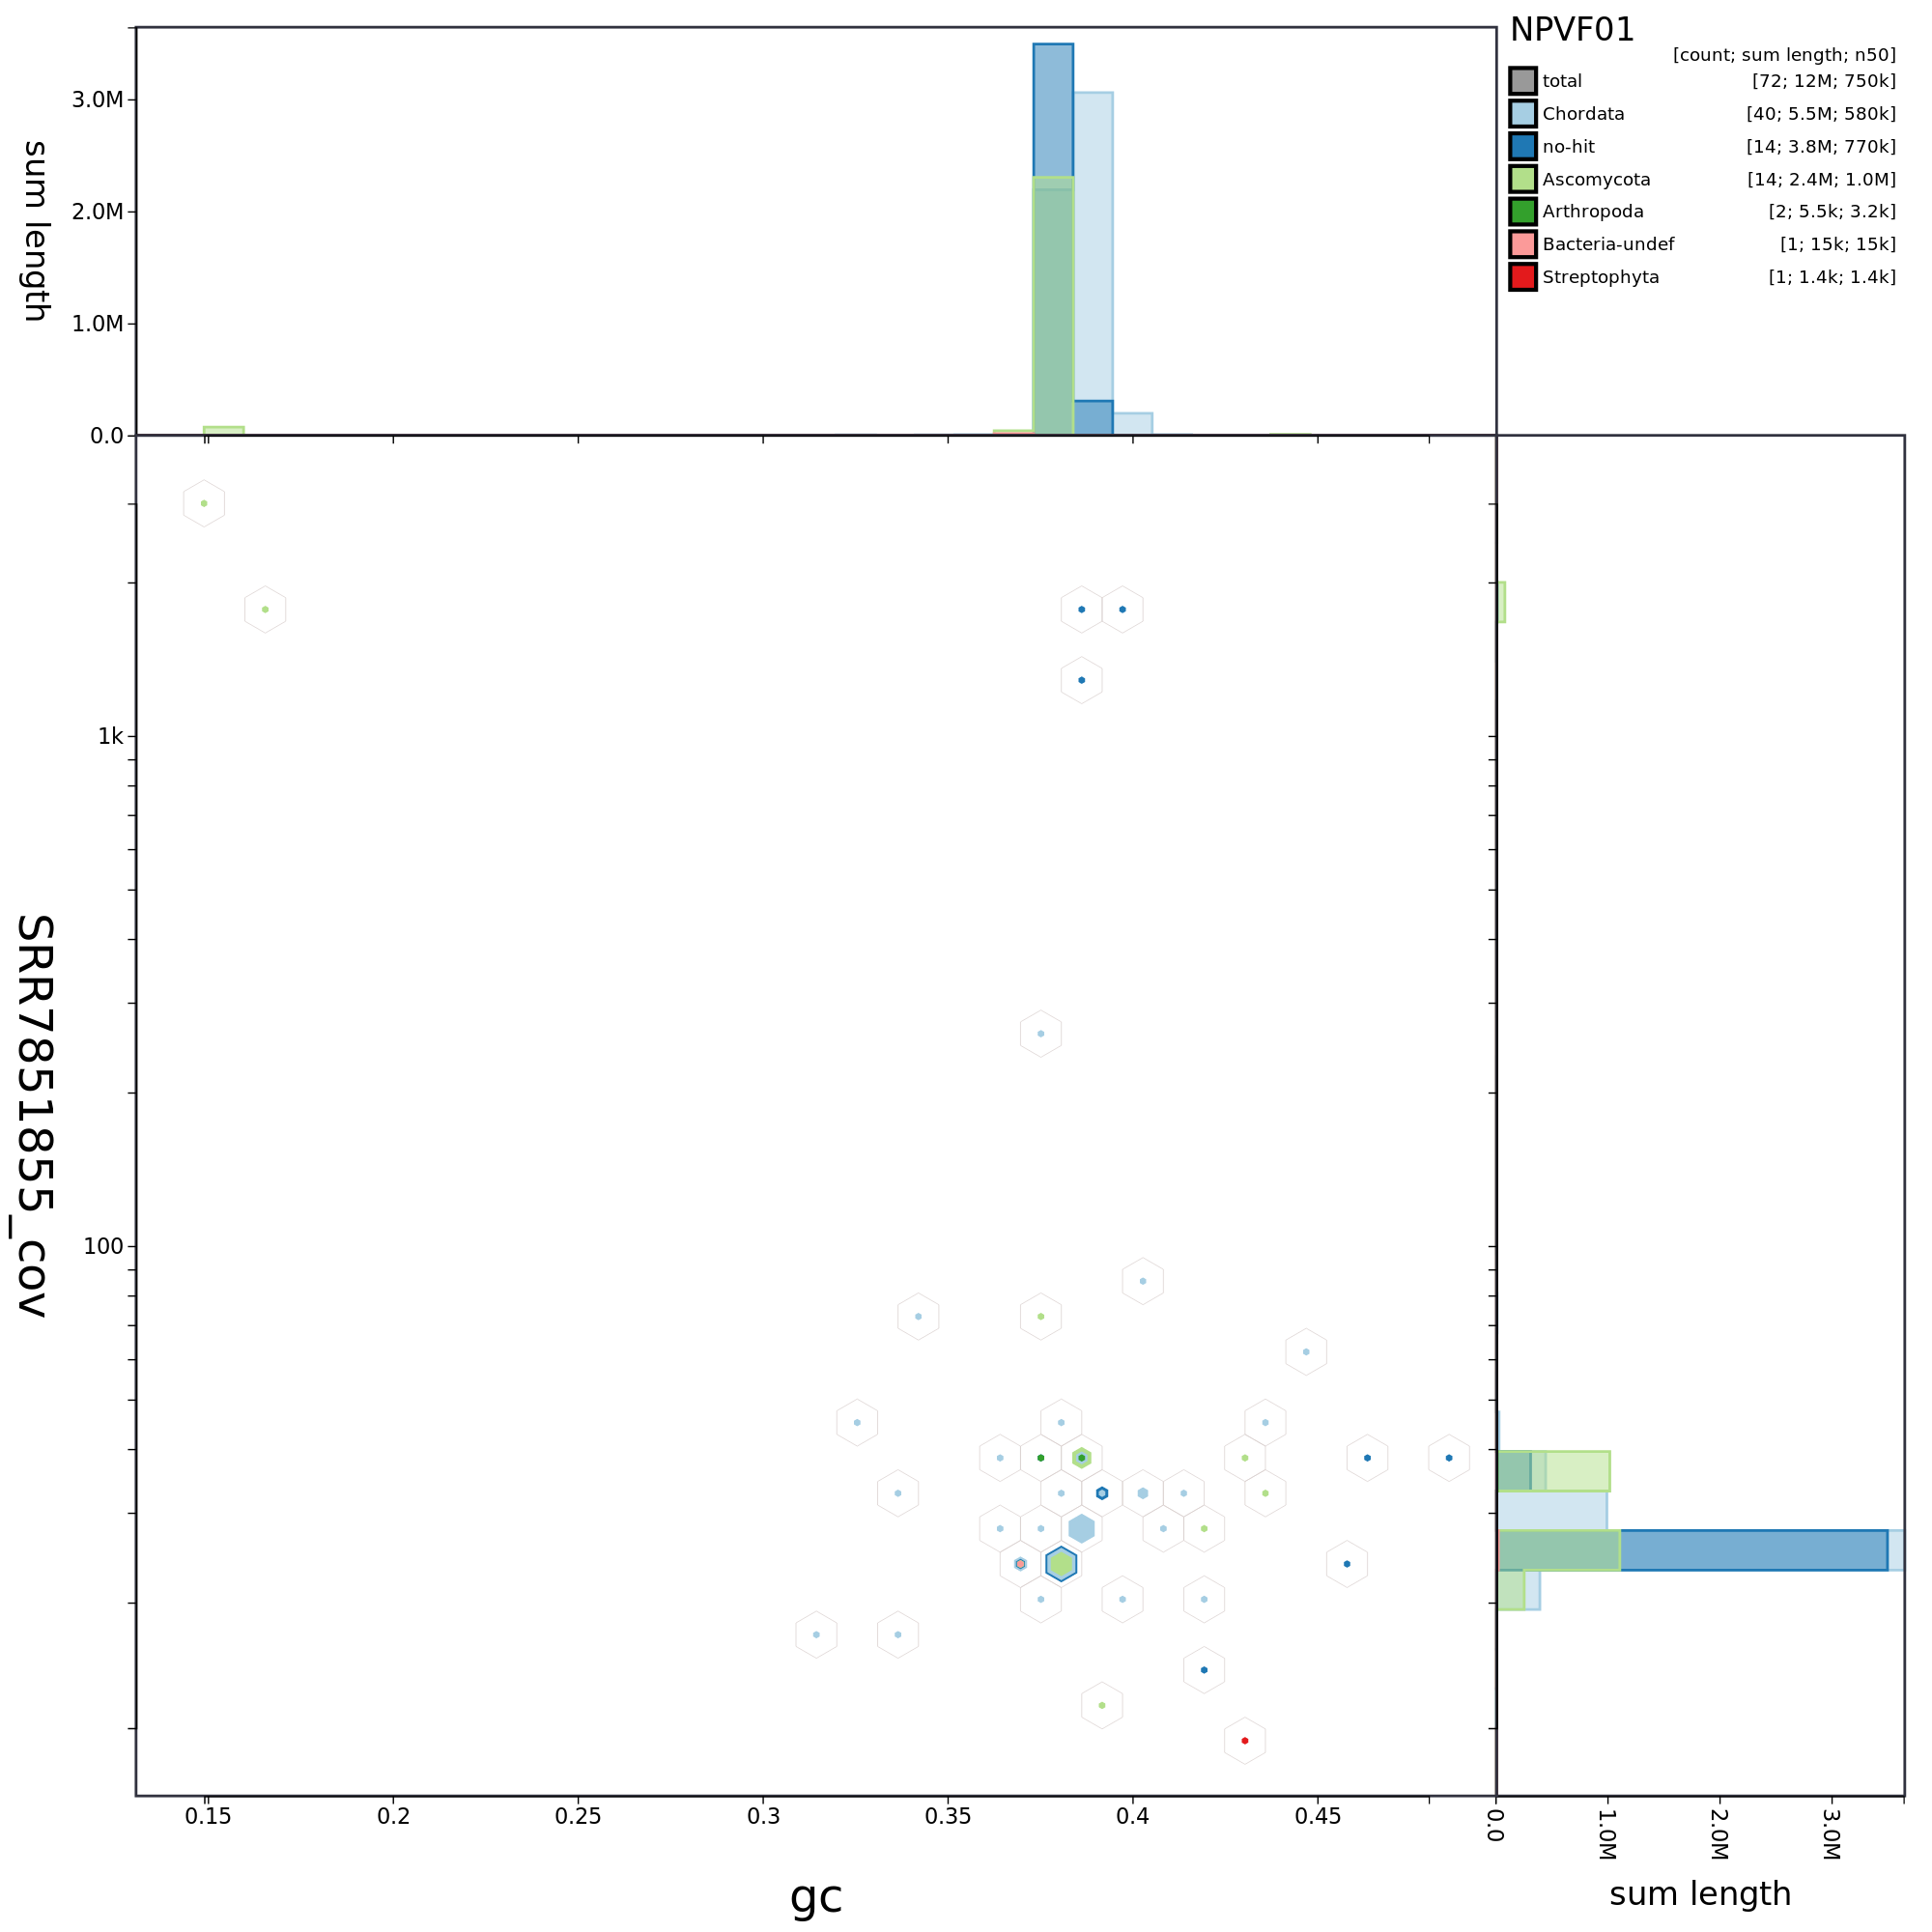 NPVF01
[count; sum length; n50]
total [72; 12M; 750k]
Chordata [40; 5.5M; 580k]
no-hit [14; 3.8M; 770k]
Ascomycota [14; 2.4M; 1.0M]
Arthropoda [2; 5.5k; 3.2k]
Bacteria-undef [1; 15k; 15k]
Streptophyta [1; 1.4k; 1.4k]
sum length
3.0M
2.0M
1.0M
0.0
SRR7851855_cov
1k
100
0.15 0.2 0.25 0.3 0.35 0.4 0.45
gc
0.0 1.0M 2.0M 3.0M
sum length